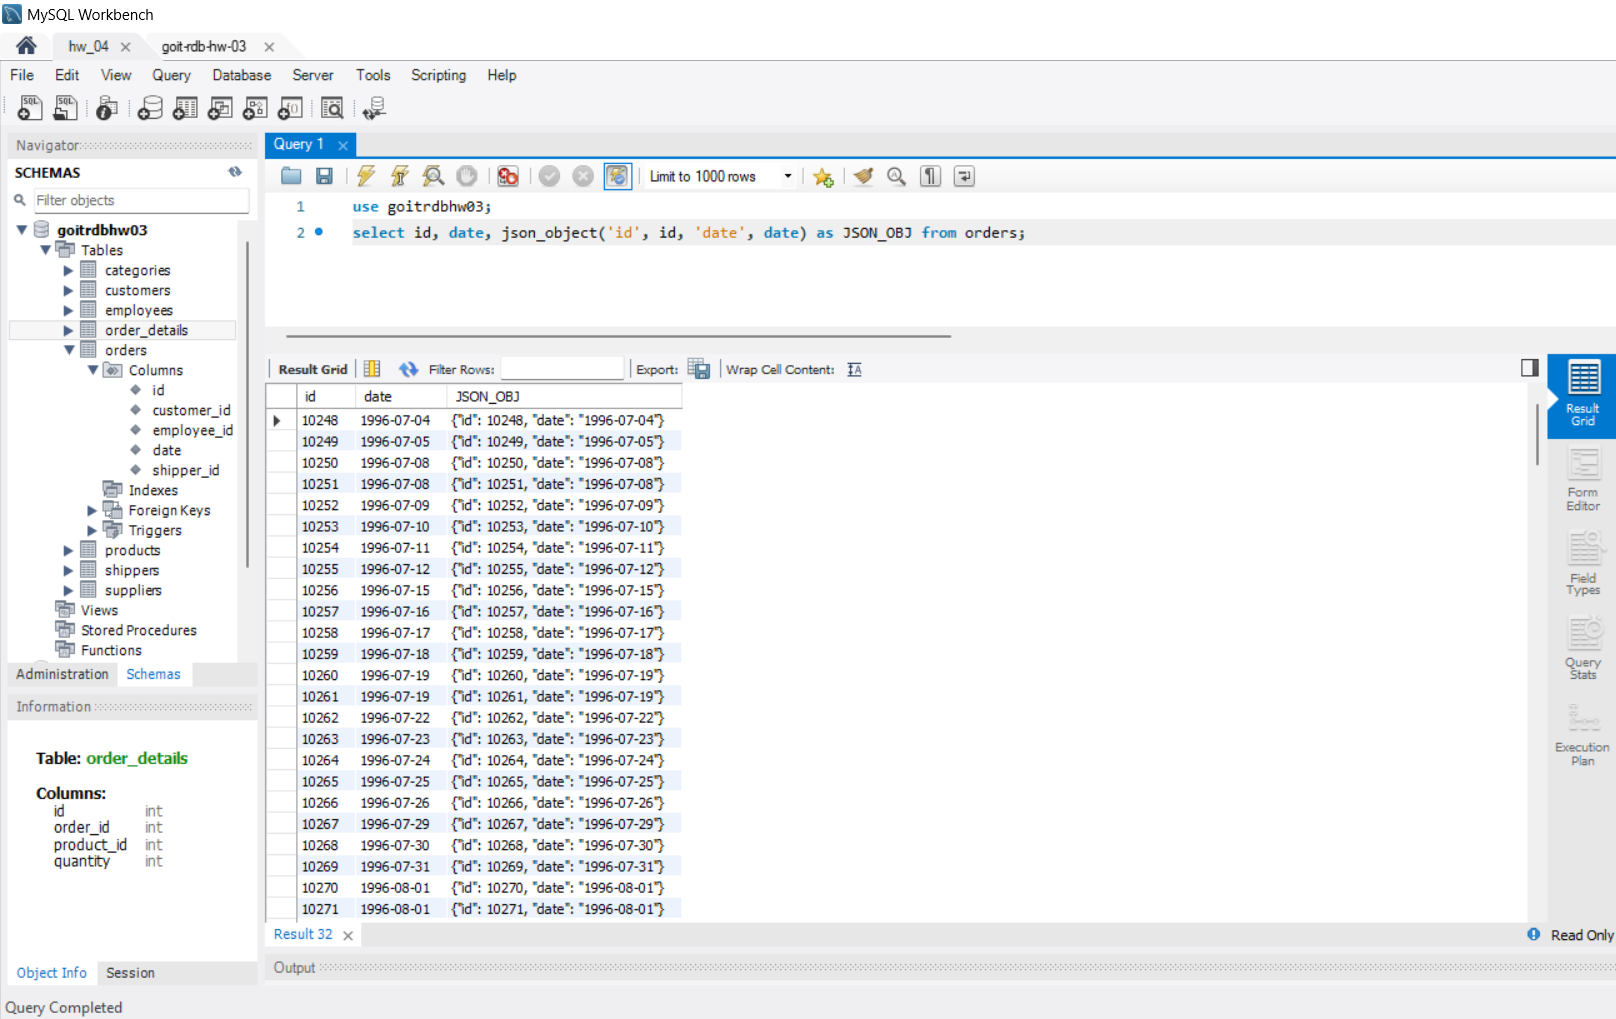 MySQL Workbench
hw_04
goit-rdb-hw-03
File Edit View Query Database Server Tools Scripting Help
Navigator
SCHEMAS
Filter objects
goitrdbhw03
Tables
categories
customers
employees
order_details
orders
Columns
id
customer_id
employee_id
date
shipper_id
Indexes
Foreign Keys
Triggers
products
shippers
suppliers
Views
Stored Procedures
Functions
Administration Schemas
Information
Table: order_details
Columns:
id int
order_id int
product_id int
quantity int
Object Info Session
Query Completed
Query 1
Limit to 1000 rows
1 use goitrdbhw03;
2 select id, date, json_object('id', id, 'date', date) as JSON_OBJ from orders;
Result Grid Filter Rows: Export: Wrap Cell Content:
id date JSON_OBJ
10248 1996-07-04 {"id": 10248, "date": "1996-07-04"}
10249 1996-07-05 {"id": 10249, "date": "1996-07-05"}
10250 1996-07-08 {"id": 10250, "date": "1996-07-08"}
10251 1996-07-08 {"id": 10251, "date": "1996-07-08"}
10252 1996-07-09 {"id": 10252, "date": "1996-07-09"}
10253 1996-07-10 {"id": 10253, "date": "1996-07-10"}
10254 1996-07-11 {"id": 10254, "date": "1996-07-11"}
10255 1996-07-12 {"id": 10255, "date": "1996-07-12"}
10256 1996-07-15 {"id": 10256, "date": "1996-07-15"}
10257 1996-07-16 {"id": 10257, "date": "1996-07-16"}
10258 1996-07-17 {"id": 10258, "date": "1996-07-17"}
10259 1996-07-18 {"id": 10259, "date": "1996-07-18"}
10260 1996-07-19 {"id": 10260, "date": "1996-07-19"}
10261 1996-07-19 {"id": 10261, "date": "1996-07-19"}
10262 1996-07-22 {"id": 10262, "date": "1996-07-22"}
10263 1996-07-23 {"id": 10263, "date": "1996-07-23"}
10264 1996-07-24 {"id": 10264, "date": "1996-07-24"}
10265 1996-07-25 {"id": 10265, "date": "1996-07-25"}
10266 1996-07-26 {"id": 10266, "date": "1996-07-26"}
10267 1996-07-29 {"id": 10267, "date": "1996-07-29"}
10268 1996-07-30 {"id": 10268, "date": "1996-07-30"}
10269 1996-07-31 {"id": 10269, "date": "1996-07-31"}
10270 1996-08-01 {"id": 10270, "date": "1996-08-01"}
10271 1996-08-01 {"id": 10271, "date": "1996-08-01"}
Result 32
Read Only
Output
Result
Grid
Form
Editor
Field
Types
Query
Stats
Execution
Plan